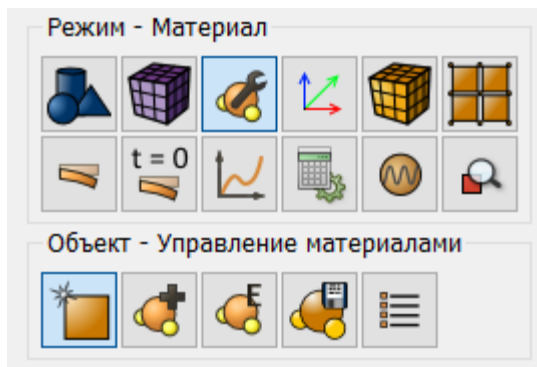 Режим - Материал
t = 0
Объект - Управление материалами
E